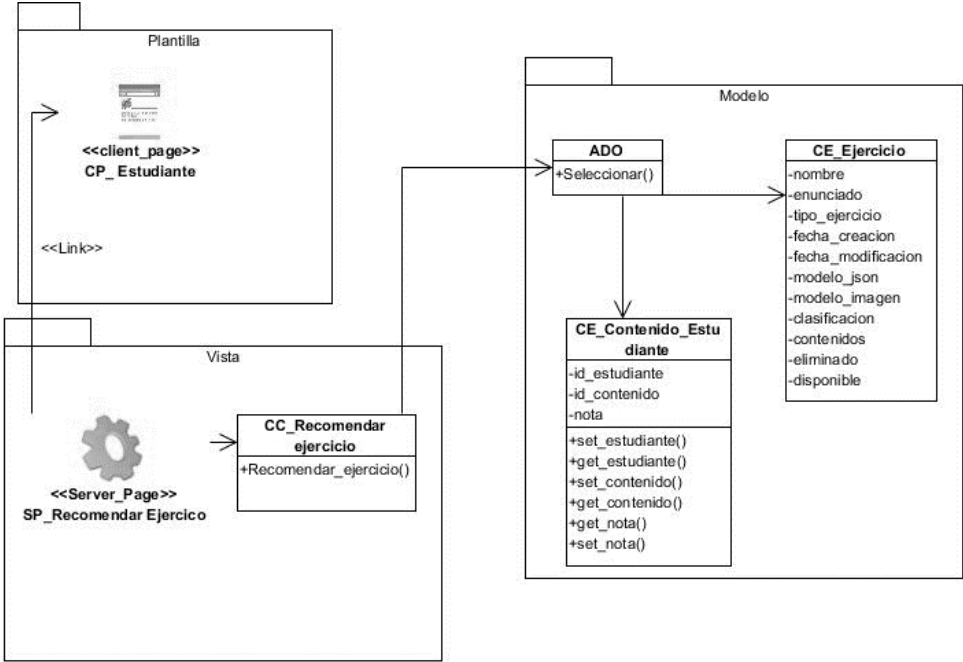 Plantilla
<<client_page>>
CP_ Estudiante
<<Link>>
Vista
<<Server_Page>>
SP_Recomendar Ejercico
CC_Recomendar
ejercicio
+Recomendar_ejercicio()
Modelo
ADO
+Seleccionar()
CE_Ejercicio
-nombre
-enunciado
-tipo_ejercicio
-fecha_creacion
-fecha_modificacion
-modelo_json
-modelo_imagen
-clasificacion
-contenidos
-eliminado
-disponible
CE_Contenido_Estu
diante
-id_estudiante
-id_contenido
-nota
+set_estudiante()
+get_estudiante()
+set_contenido()
+get_contenido()
+get_nota()
+set_nota()